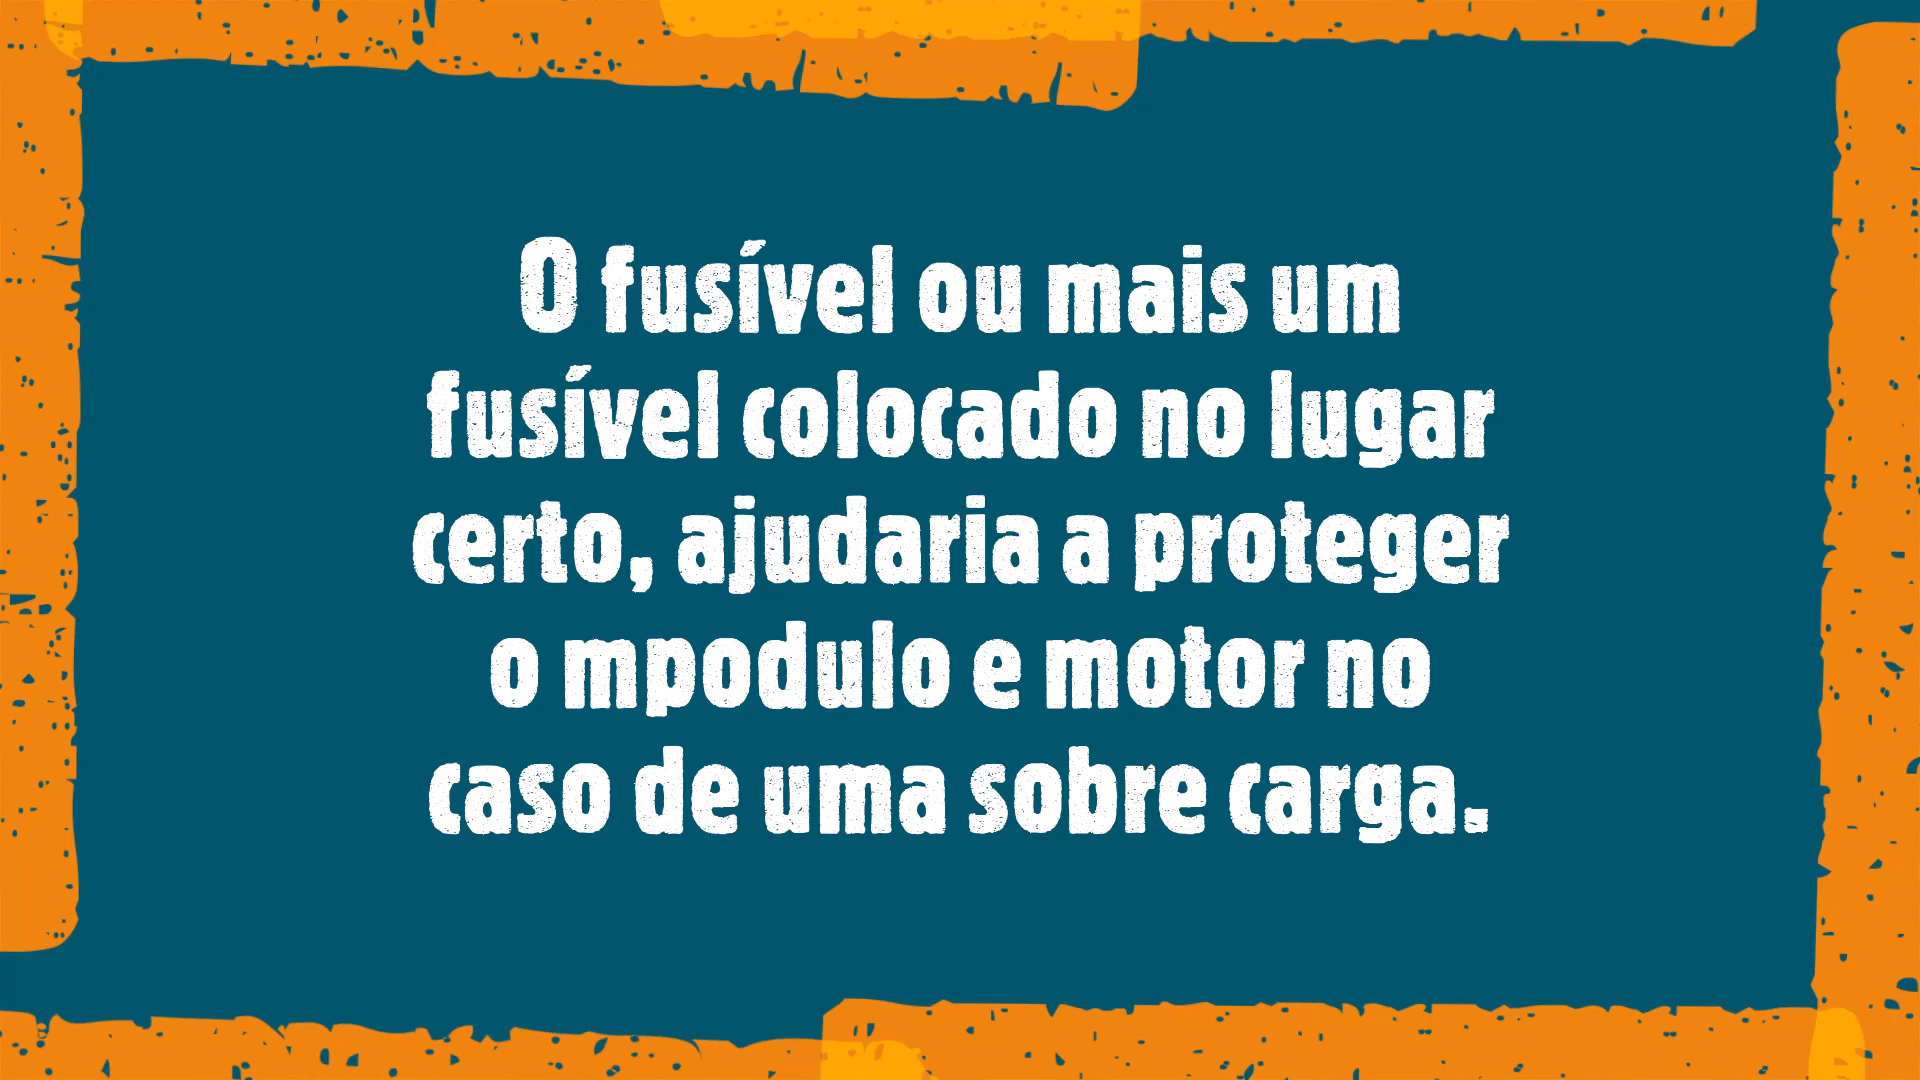 O fusível ou mais um
fusível colocado no lugar
certo, ajudaria a proteger
o mpodulo e motor no
caso de uma sobre carga.